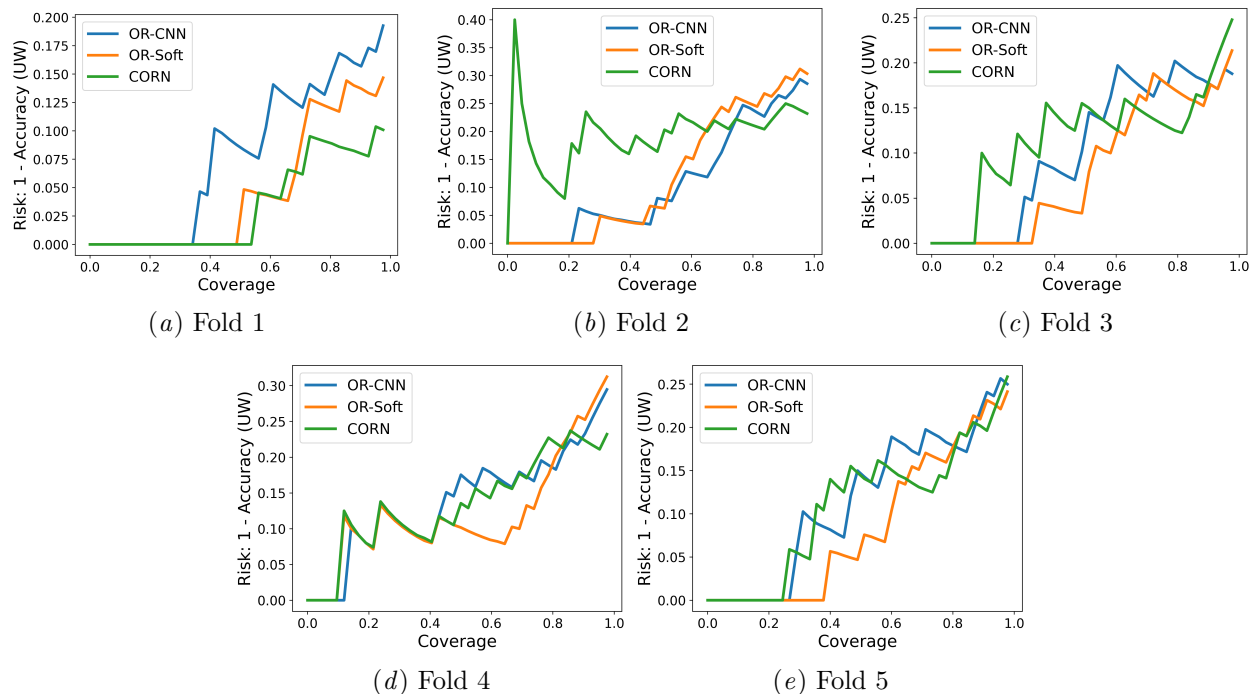 Risk: 1 - Accuracy (UW)
0.200
0.175
0.150
0.125
0.100
0.075
0.050
0.025
0.000
OR-CNN
OR-Soft
CORN
0.0 0.2 0.4 0.6 0.8 1.0
Coverage
(a) Fold 1
Risk: 1 - Accuracy (UW)
0.40
0.35
0.30
0.25
0.20
0.15
0.10
0.05
0.00
OR-CNN
OR-Soft
CORN
0.0 0.2 0.4 0.6 0.8 1.0
Coverage
(b) Fold 2
Risk: 1 - Accuracy (UW)
0.25
0.20
0.15
0.10
0.05
0.00
OR-CNN
OR-Soft
CORN
0.0 0.2 0.4 0.6 0.8 1.0
Coverage
(c) Fold 3
Risk: 1 - Accuracy (UW)
0.30
0.25
0.20
0.15
0.10
0.05
0.00
OR-CNN
OR-Soft
CORN
0.0 0.2 0.4 0.6 0.8 1.0
Coverage
(d) Fold 4
Risk: 1 - Accuracy (UW)
0.25
0.20
0.15
0.10
0.05
0.00
OR-CNN
OR-Soft
CORN
0.0 0.2 0.4 0.6 0.8 1.0
Coverage
(e) Fold 5